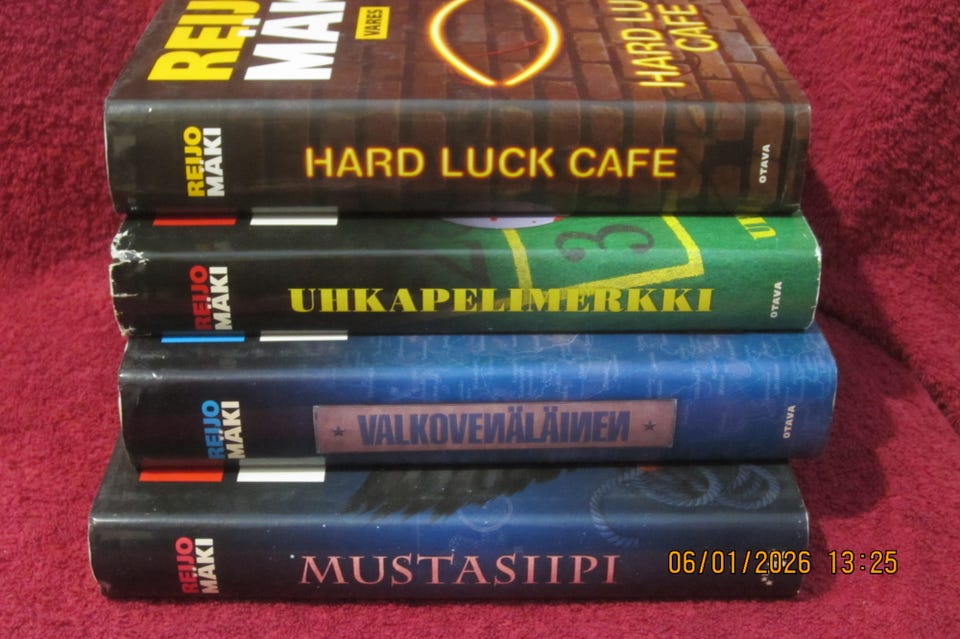 REIJO
MÄKI
VARES
HARD LUCK
CAFE
REIJO
MÄKI
HARD LUCK CAFE
OTAVA
REIJO
MÄKI
UHKAPELIMERKKI
3
OTAVA
REIJO
MÄKI
VALKOVENÄLÄINEN
OTAVA
REIJO
MÄKI
MUSTASIIPI
06/01/2026 13:25